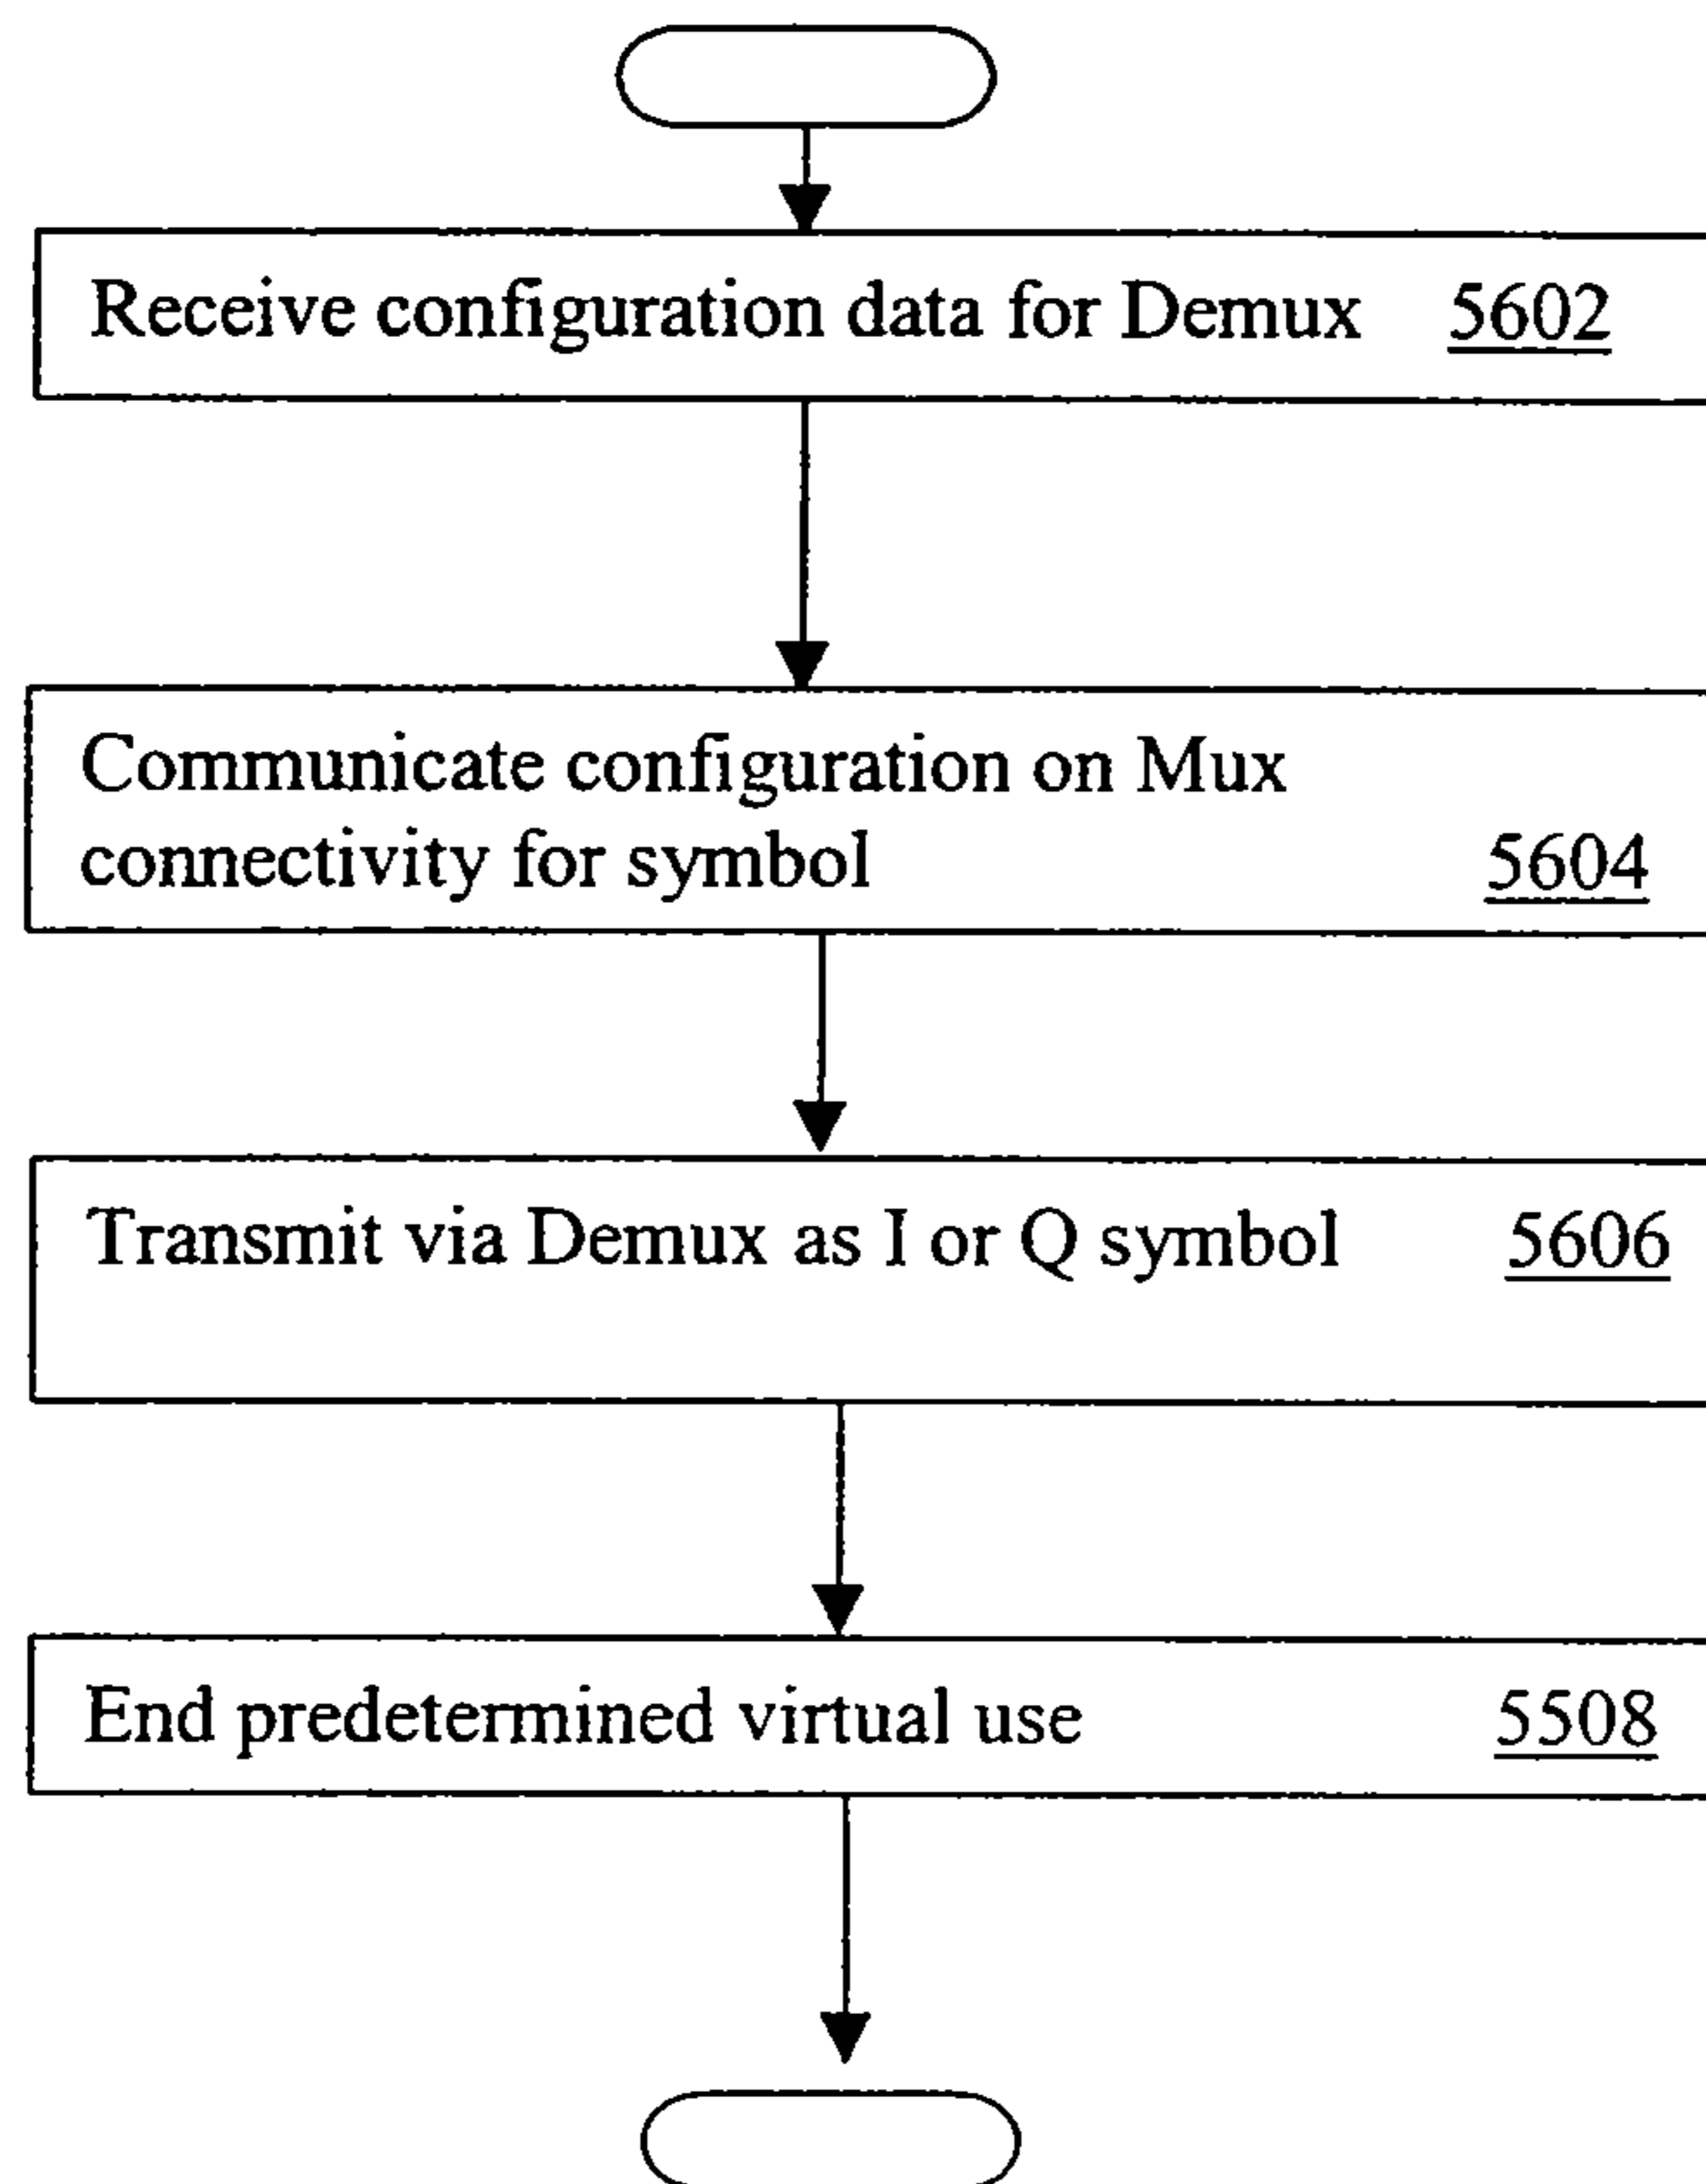 Receive configuration data for Demux 5602
Communicate configuration on Mux
connectivity for symbol 5604
Transmit via Demux as I or Q symbol 5606
End predetermined virtual use 5508